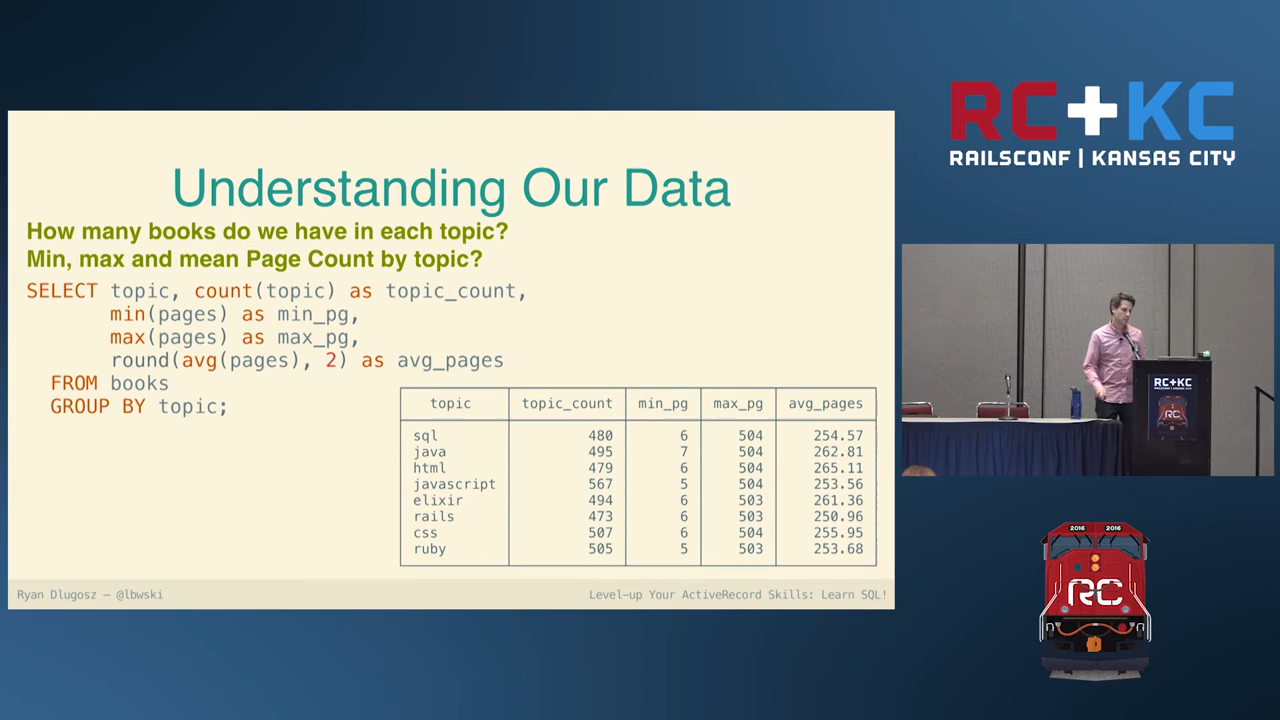 RC+KC
RAILSCONF | KANSAS CITY
Understanding Our Data
How many books do we have in each topic?
Min, max and mean Page Count by topic?
SELECT topic, count(topic) as topic_count,
min(pages) as min_pg,
max(pages) as max_pg,
round(avg(pages), 2) as avg_pages
FROM books
GROUP BY topic;
topic topic_count min_pg max_pg avg_pages
sql 480 6 504 254.57
java 495 7 504 262.81
html 479 6 504 265.11
javascript 567 5 504 253.56
elixir 494 6 503 261.36
rails 473 6 503 250.96
css 507 6 504 255.95
ruby 505 5 503 253.68
Ryan Dlugosz — @lbwski
Level-up Your ActiveRecord Skills: Learn SQL!
RC+KC
RC
2016 2016
RC